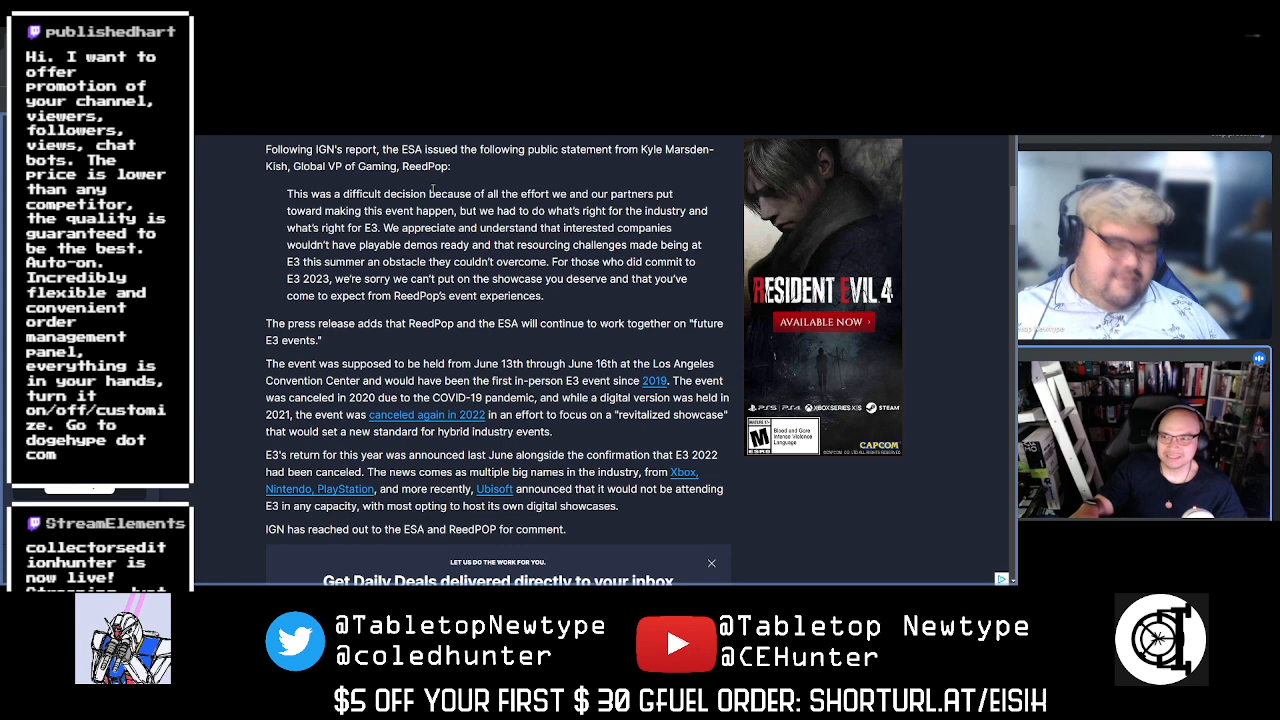 publishedhart
Hi. I want to
offer
promotion of
your channel,
viewers,
followers,
views, chat
bots. The
price is lower
than any
competitor,
the quality is
guaranteed to
be the best.
Auto-on.
Incredibly
flexible and
convenient
order
management
panel,
everything is
in your hands,
turn it
on/off/customi
ze. Go to
dogehype dot
com
StreamElements
collectorsedit
ionhunter is
now live!
Following IGN's report, the ESA issued the following public statement from Kyle Marsden-
Kish, Global VP of Gaming, ReedPop:
This was a difficult decision because of all the effort we and our partners put
toward making this event happen, but we had to do what's right for the industry and
what's right for E3. We appreciate and understand that interested companies
wouldn't have playable demos ready and that resourcing challenges made being at
E3 this summer an obstacle they couldn't overcome. For those who did commit to
E3 2023, we're sorry we can't put on the showcase you deserve and that you've
come to expect from ReedPop's event experiences.
The press release adds that ReedPop and the ESA will continue to work together on "future
E3 events."
The event was supposed to be held from June 13th through June 16th at the Los Angeles
Convention Center and would have been the first in-person E3 event since 2019. The event
was canceled in 2020 due to the COVID-19 pandemic, and while a digital version was held in
2021, the event was canceled again in 2022 in an effort to focus on a "revitalized showcase"
that would set a new standard for hybrid industry events.
E3's return for this year was announced last June alongside the confirmation that E3 2022
had been canceled. The news comes as multiple big names in the industry, from Xbox,
Nintendo, PlayStation, and more recently, Ubisoft announced that it would not be attending
E3 in any capacity, with most opting to host its own digital showcases.
IGN has reached out to the ESA and ReedPOP for comment.
LET US DO THE WORK FOR YOU.
Get Daily Deals delivered directly to your inbox
RESIDENT EVIL 4
AVAILABLE NOW
PS5 PS4 XBOX SERIES X|S STEAM
M
ESRB
Blood and Gore
Intense Violence
Language
CAPCOM
@TabletopNewtype
@coledhunter
@Tabletop Newtype
@CEHunter
$5 OFF YOUR FIRST $ 30 GFUEL ORDER: SHORTURL.AT/EISIX